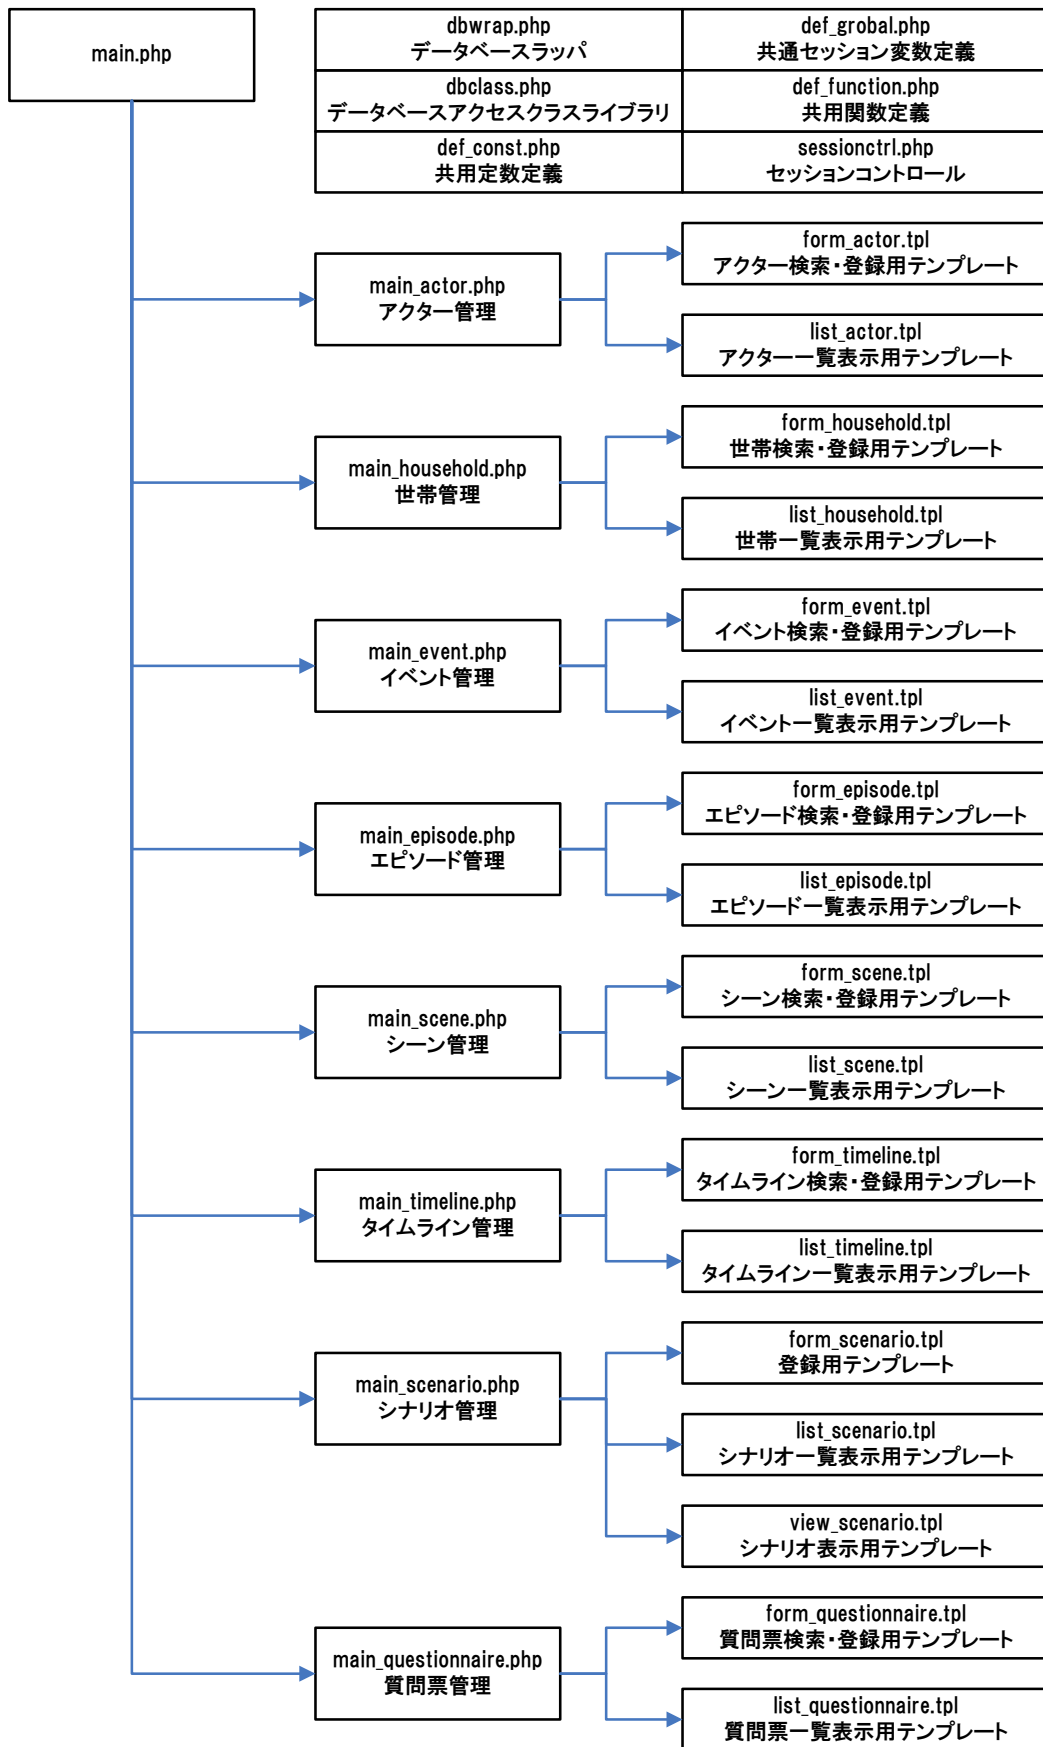 main.php
dbwrap.php
データベースラッパ
def_grobal.php
共通セッション変数定義
dbclass.php
データベースアクセスクラスライブラリ
def_function.php
共用関数定義
def_const.php
共用定数定義
sessionctrl.php
セッションコントロール
main_actor.php
アクター管理
form_actor.tpl
アクター検索・登録用テンプレート
list_actor.tpl
アクター一覧表示用テンプレート
main_household.php
世帯管理
form_household.tpl
世帯検索・登録用テンプレート
list_household.tpl
世帯一覧表示用テンプレート
main_event.php
イベント管理
form_event.tpl
イベント検索・登録用テンプレート
list_event.tpl
イベント一覧表示用テンプレート
main_episode.php
エピソード管理
form_episode.tpl
エピソード検索・登録用テンプレート
list_episode.tpl
エピソード一覧表示用テンプレート
main_scene.php
シーン管理
form_scene.tpl
シーン検索・登録用テンプレート
list_scene.tpl
シーン一覧表示用テンプレート
main_timeline.php
タイムライン管理
form_timeline.tpl
タイムライン検索・登録用テンプレート
list_timeline.tpl
タイムライン一覧表示用テンプレート
main_scenario.php
シナリオ管理
form_scenario.tpl
登録用テンプレート
list_scenario.tpl
シナリオ一覧表示用テンプレート
view_scenario.tpl
シナリオ表示用テンプレート
main_questionnaire.php
質問票管理
form_questionnaire.tpl
質問票検索・登録用テンプレート
list_questionnaire.tpl
質問票一覧表示用テンプレート